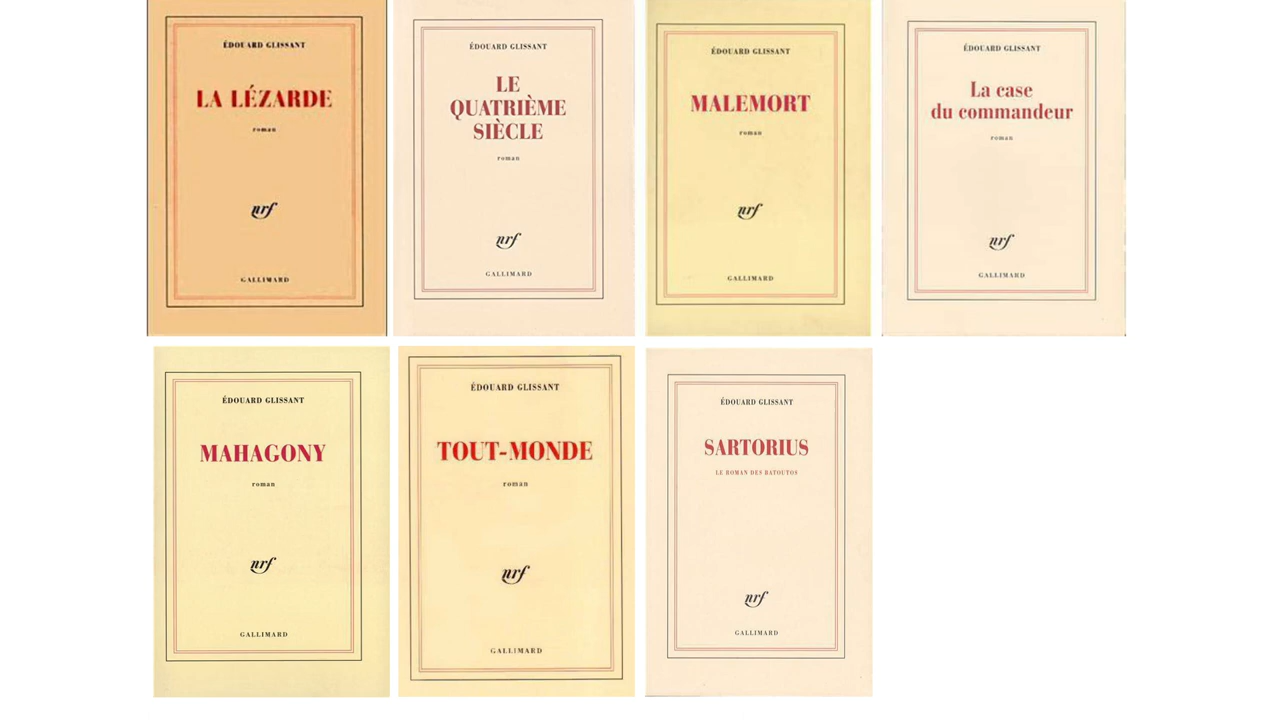 ÉDOUARD GLISSANT
LA LÉZARDE
roman
nrf
GALLIMARD
ÉDOUARD GLISSANT
LE
QUATRIÈME
SIÈCLE
roman
nrf
GALLIMARD
ÉDOUARD GLISSANT
MALEMORT
roman
nrf
GALLIMARD
ÉDOUARD GLISSANT
La case
du commandeur
roman
nrf
GALLIMARD
ÉDOUARD GLISSANT
MAHAGONY
roman
nrf
GALLIMARD
ÉDOUARD GLISSANT
TOUT-MONDE
roman
nrf
GALLIMARD
ÉDOUARD GLISSANT
SARTORIUS
LE ROMAN DES BATOUTOS
nrf
GALLIMARD